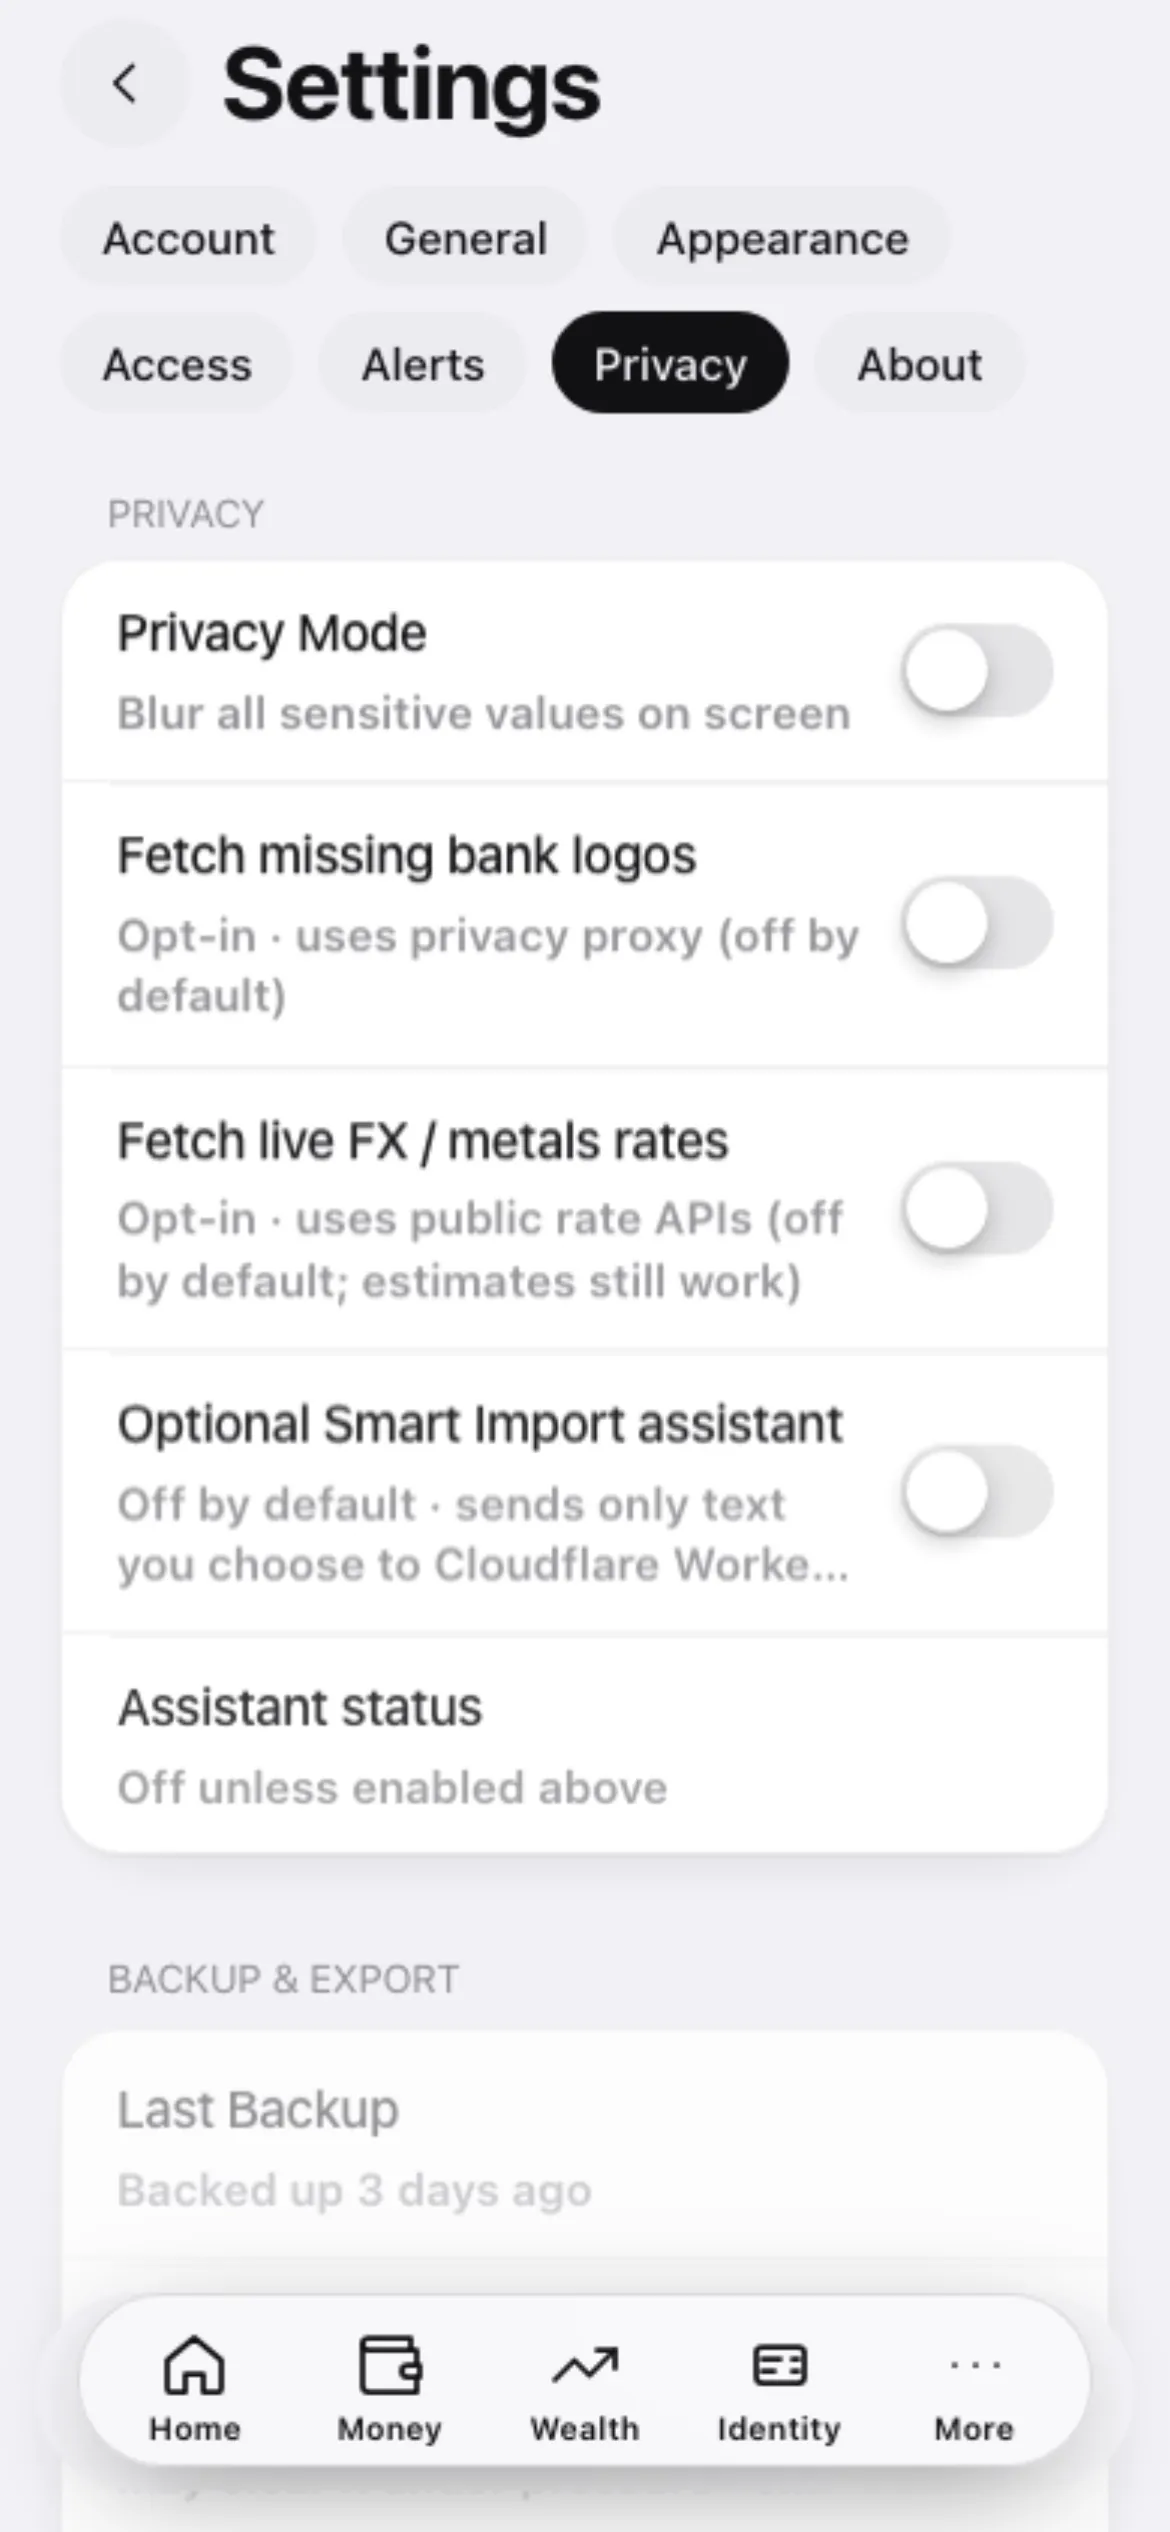 Settings
Account General Appearance
Access Alerts Privacy About
PRIVACY
Privacy Mode
Blur all sensitive values on screen
Fetch missing bank logos
Opt-in · uses privacy proxy (off by
default)
Fetch live FX / metals rates
Opt-in · uses public rate APIs (off
by default; estimates still work)
Optional Smart Import assistant
Off by default · sends only text
you choose to Cloudflare Worke...
Assistant status
Off unless enabled above
BACKUP & EXPORT
Last Backup
Backed up 3 days ago
Home Money Wealth Identity More